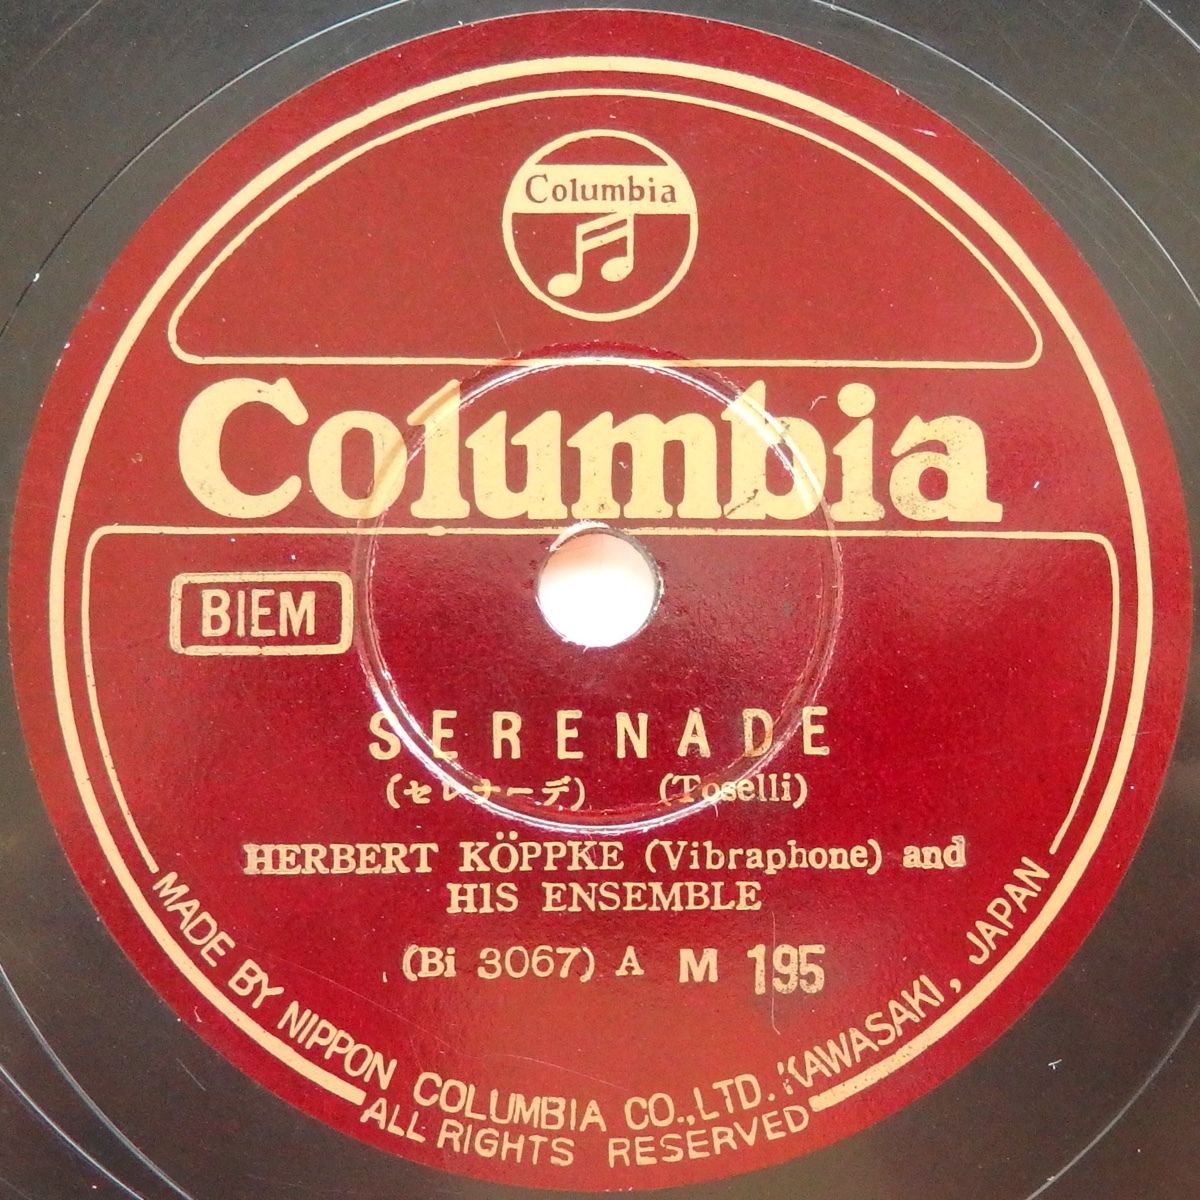 Columbia
Columbia
BIEM
SERENADE
(セレナーデ) (Toselli)
HERBERT KÖPPKE (Vibraphone) and
HIS ENSEMBLE
(Bi 3067) A M 195
MADE BY NIPPON COLUMBIA CO.,LTD. KAWASAKI, JAPAN
ALL RIGHTS RESERVED